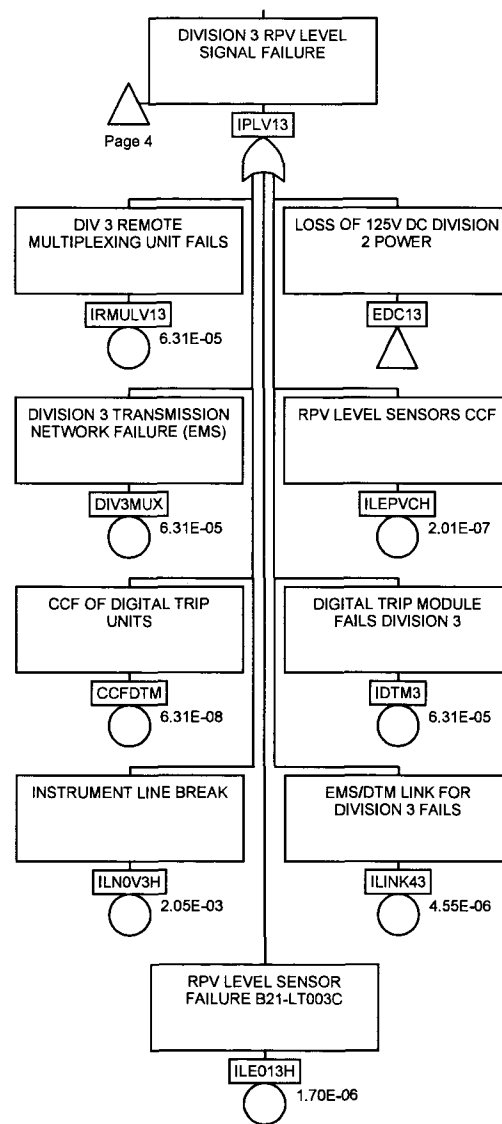 DIVISION 3 RPV LEVEL
SIGNAL FAILURE
Page 4
IPLV13
DIV 3 REMOTE
MULTIPLEXING UNIT FAILS
IRMULV13
6.31E-05
LOSS OF 125V DC DIVISION
2 POWER
EDC13
DIVISION 3 TRANSMISSION
NETWORK FAILURE (EMS)
DIV3MUX
6.31E-05
RPV LEVEL SENSORS CCF
ILEPVCH
2.01E-07
CCF OF DIGITAL TRIP
UNITS
CCFDTM
6.31E-08
DIGITAL TRIP MODULE
FAILS DIVISION 3
IDTM3
6.31E-05
INSTRUMENT LINE BREAK
ILN0V3H
2.05E-03
EMS/DTM LINK FOR
DIVISION 3 FAILS
ILINK43
4.55E-06
RPV LEVEL SENSOR
FAILURE B21-LT003C
ILE013H
1.70E-06